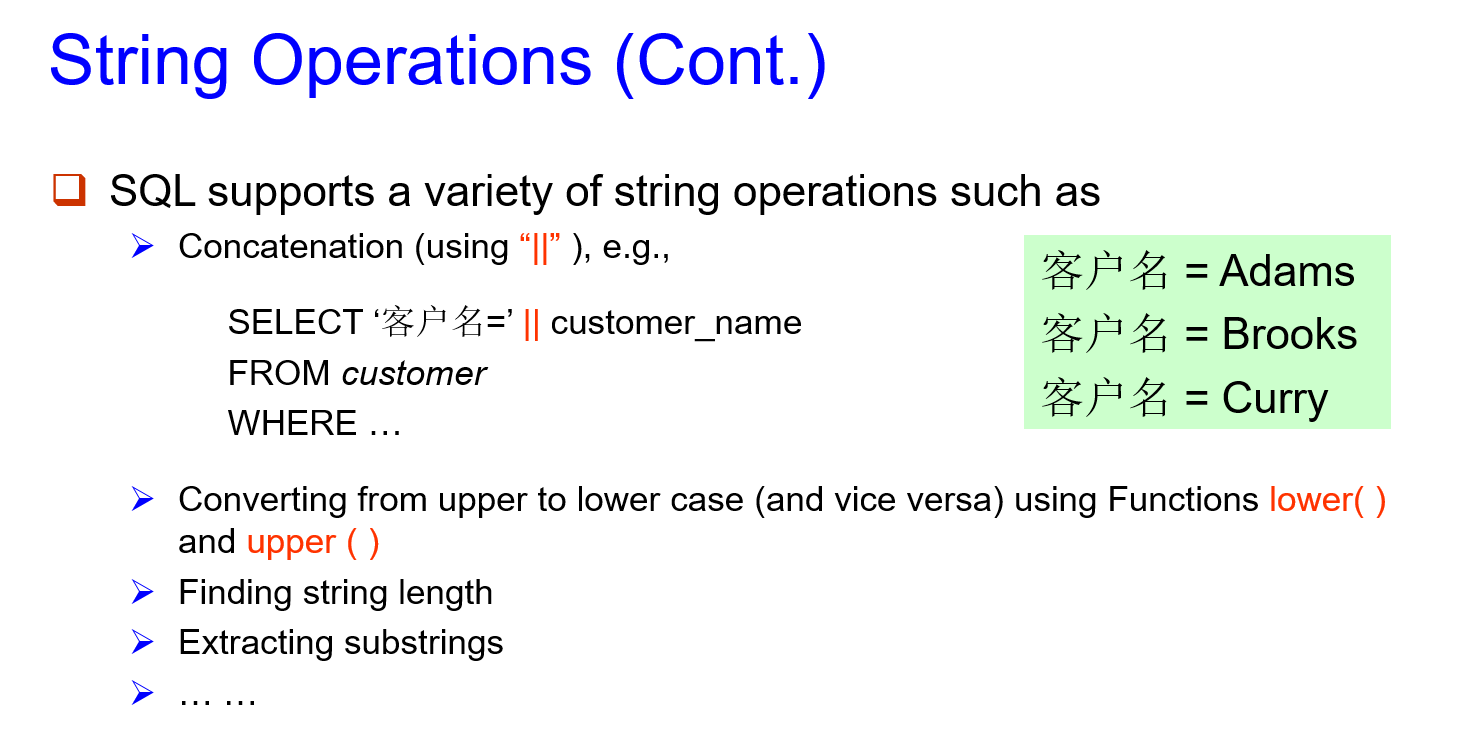 String Operations (Cont.)
SQL supports a variety of string operations such as
Concatenation (using “||” ), e.g.,
SELECT ‘客户名=’ || customer_name
FROM customer
WHERE …
客户名 = Adams
客户名 = Brooks
客户名 = Curry
Converting from upper to lower case (and vice versa) using Functions lower( )
and upper ( )
Finding string length
Extracting substrings
… …